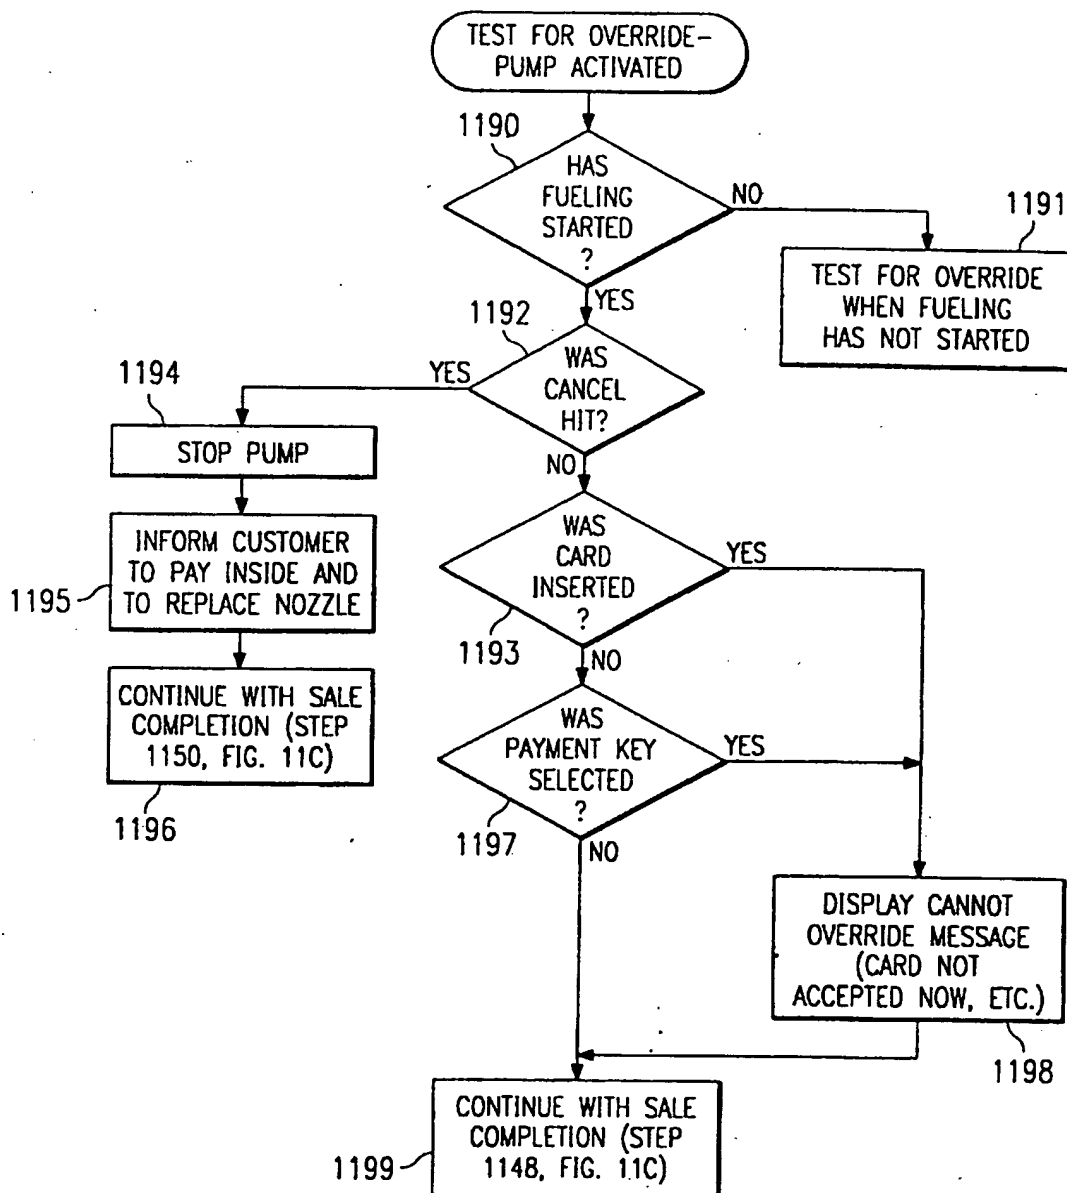 TEST FOR OVERRIDE-
PUMP ACTIVATED
1190
HAS
FUELING
STARTED
?
NO
YES
1191
TEST FOR OVERRIDE
WHEN FUELING
HAS NOT STARTED
1192
WAS
CANCEL
HIT?
YES
NO
1194
STOP PUMP
INFORM CUSTOMER
TO PAY INSIDE AND
TO REPLACE NOZZLE
1195
CONTINUE WITH SALE
COMPLETION (STEP
1150, FIG. 11C)
1196
WAS
CARD
INSERTED
?
YES
1193
NO
WAS
PAYMENT KEY
SELECTED
?
YES
1197
NO
DISPLAY CANNOT
OVERRIDE MESSAGE
(CARD NOT
ACCEPTED NOW, ETC.)
1198
CONTINUE WITH SALE
COMPLETION (STEP
1148, FIG. 11C)
1199